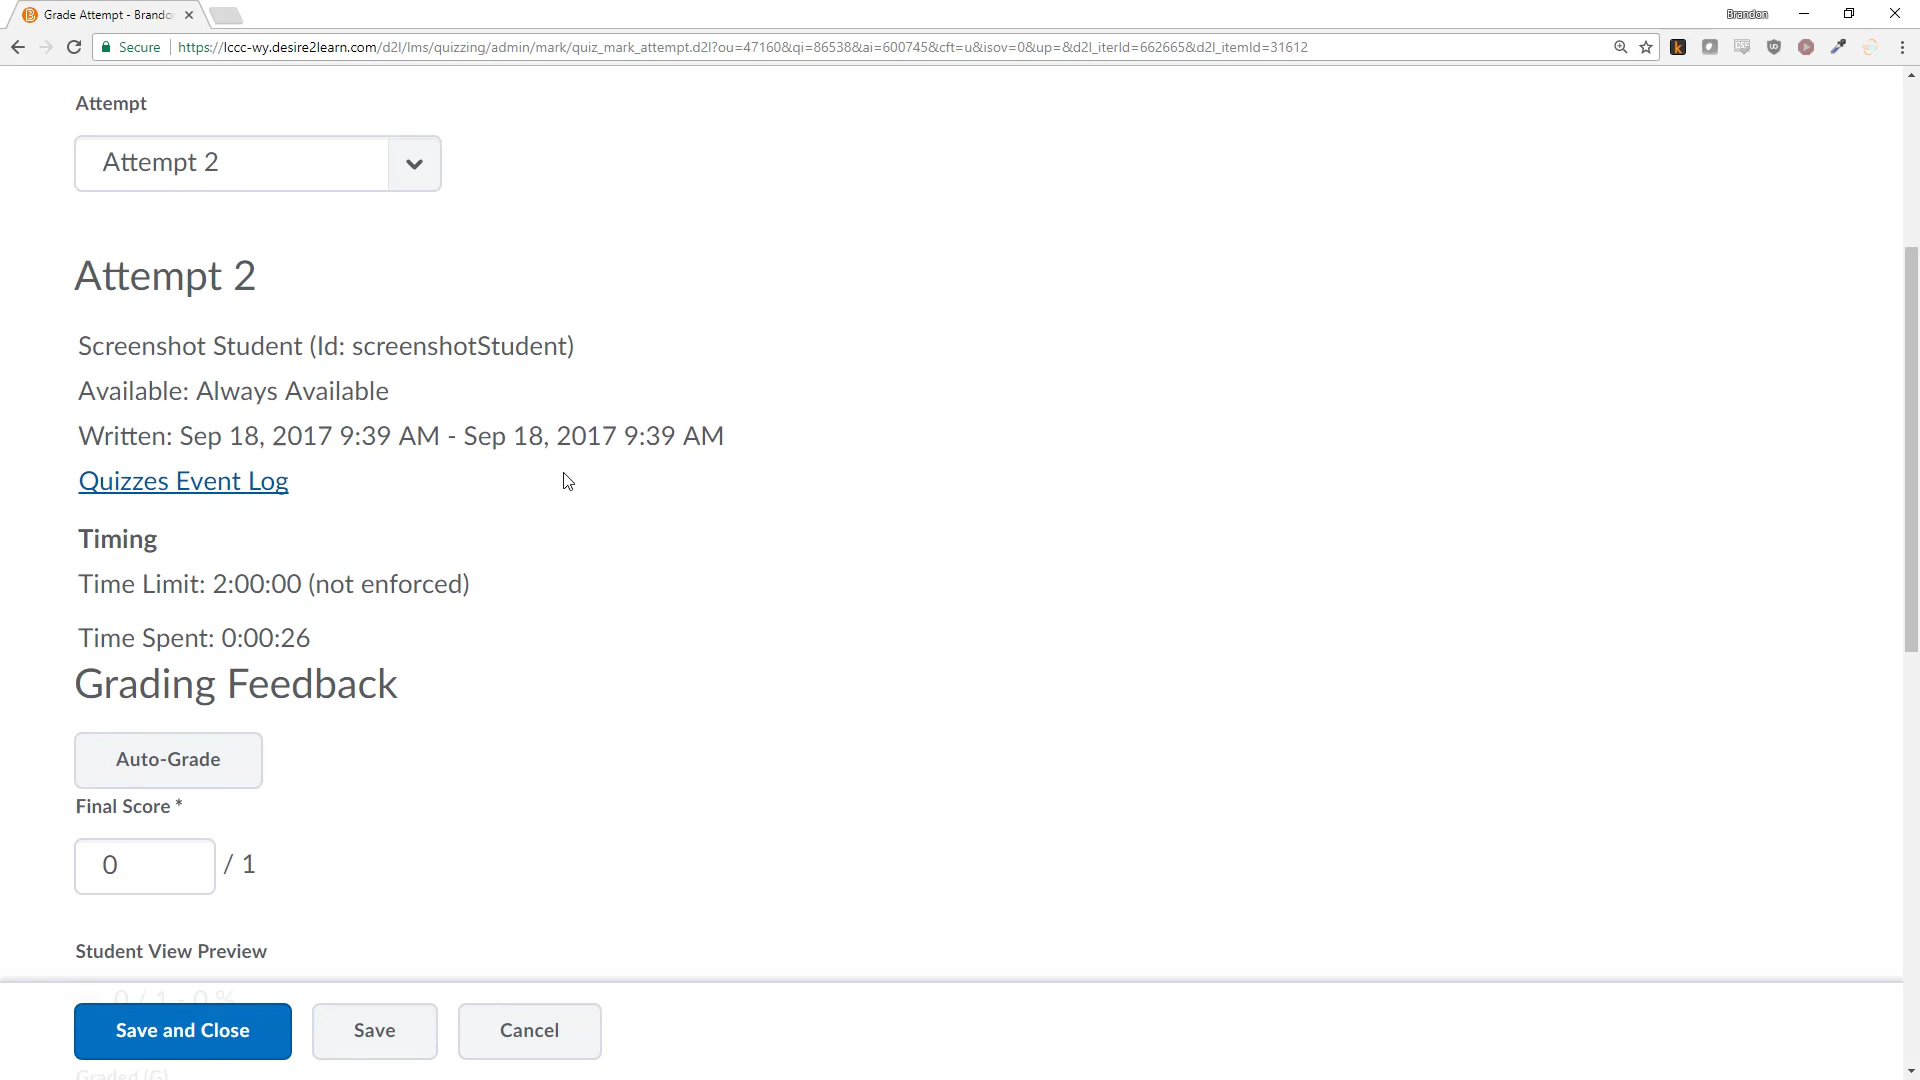 Grade Attempt - Brando
Brandon
Secure
https://lccc-wy.desire2learn.com/d2l/lms/quizzing/admin/mark/quiz_mark_attempt.d2l?ou=47160&qi=86538&ai=600745&cft=u&isov=0&up=&d2l_iterId=662665&d2l_itemId=31612
Attempt
Attempt 2
Attempt 2
Screenshot Student (Id: screenshotStudent)
Available: Always Available
Written: Sep 18, 2017 9:39 AM - Sep 18, 2017 9:39 AM
Quizzes Event Log
Timing
Time Limit: 2:00:00 (not enforced)
Time Spent: 0:00:26
Grading Feedback
Auto-Grade
Final Score *
0 / 1
Student View Preview
0 / 1 - 0 %
Save and Close
Save
Cancel
Graded (G)